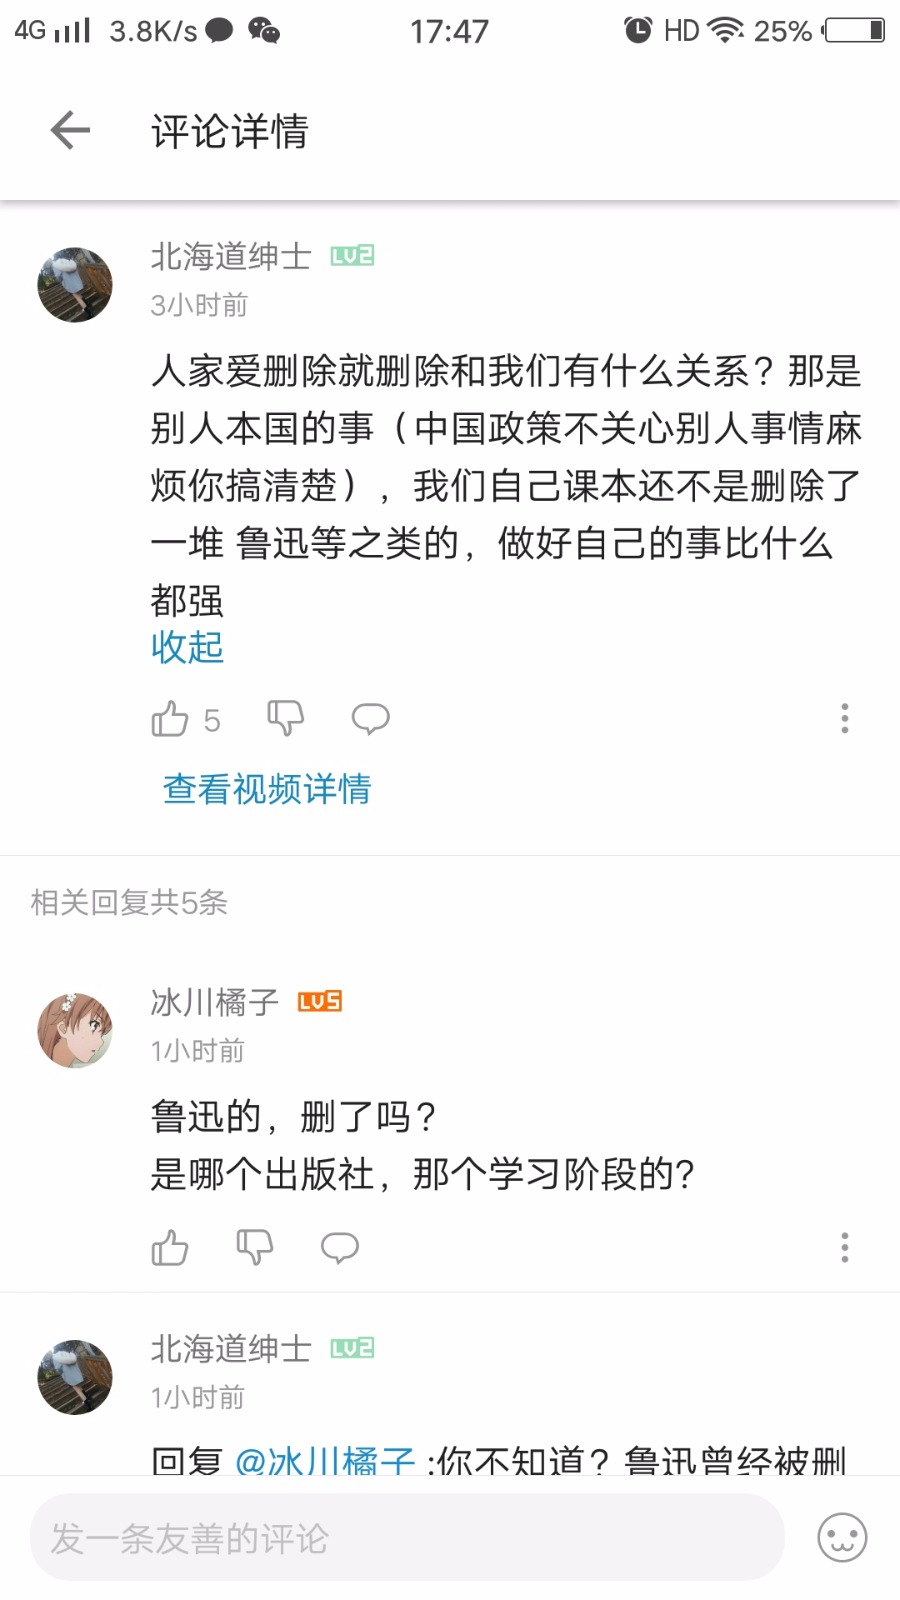 4G 3.8K/s 17:47 HD 25%
评论详情
北海道绅士 LV2
3小时前
人家爱删除就删除和我们有什么关系？那是
别人本国的事（中国政策不关心别人事情麻
烦你搞清楚），我们自己课本还不是删除了
一堆 鲁迅等之类的，做好自己的事比什么
都强
收起
5
查看视频详情
相关回复共5条
冰川橘子 LV5
1小时前
鲁迅的，删了吗？
是哪个出版社，那个学习阶段的?
北海道绅士 LV2
1小时前
回复 @冰川橘子 :你不知道？鲁迅曾经被删
发一条友善的评论